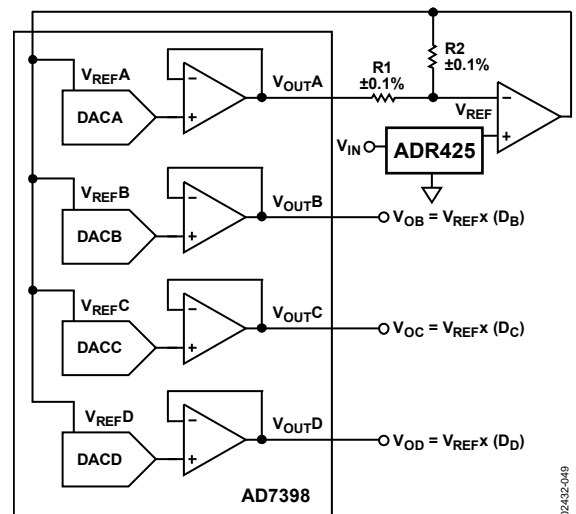 VREFA
DACA
VOUTA
R1
±0.1%
R2
±0.1%
VREF
VIN
ADR425
VREFB
DACB
VOUTB
VOB = VREF x (DB)
VREFC
DACC
VOUTC
VOC = VREF x (DC)
VREFD
DACD
VOUTD
VOD = VREF x (DD)
AD7398
02432-049